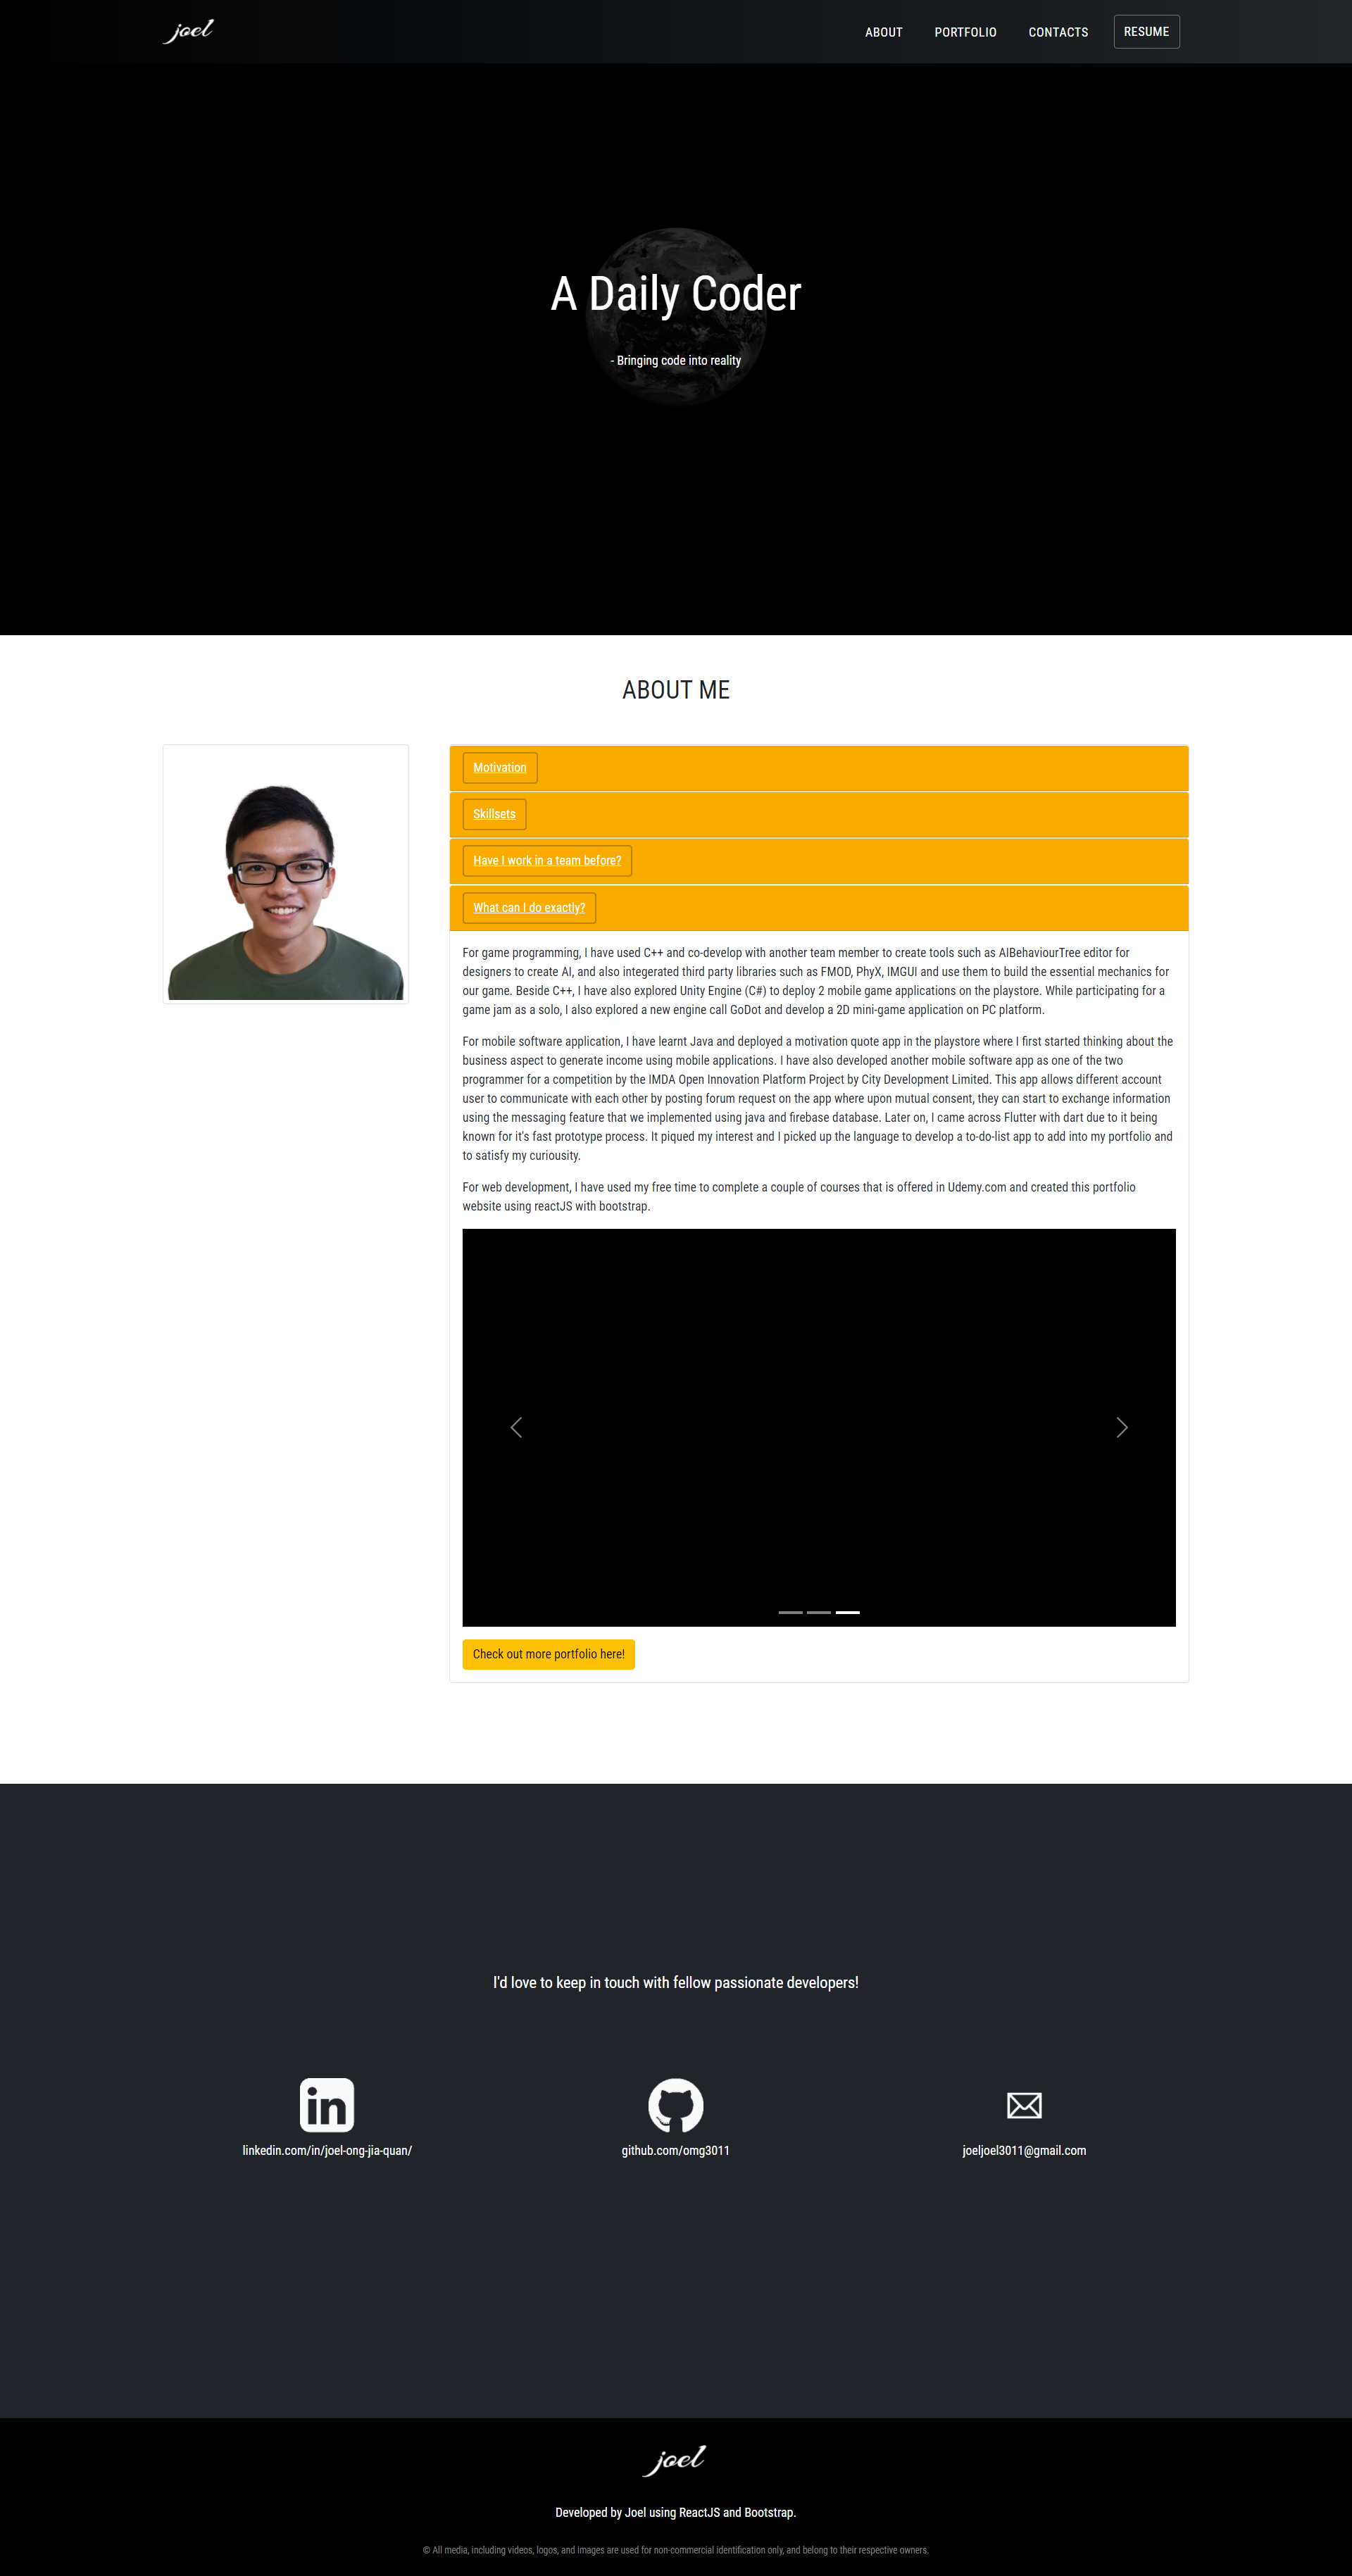 joel
ABOUT PORTFOLIO CONTACTS RESUME
A Daily Coder
- Bringing code into reality
ABOUT ME
Motivation
Skillsets
Have I work in a team before?
What can I do exactly?
For game programming, I have used C++ and co-develop with another team member to create tools such as AIBehaviourTree editor for
designers to create AI, and also integerated third party libraries such as FMOD, PhyX, IMGUI and use them to build the essential mechanics for
our game. Beside C++, I have also explored Unity Engine (C#) to deploy 2 mobile game applications on the playstore. While participating for a
game jam as a solo, I also explored a new engine call GoDot and develop a 2D mini-game application on PC platform.
For mobile software application, I have learnt Java and deployed a motivation quote app in the playstore where I first started thinking about the
business aspect to generate income using mobile applications. I have also developed another mobile software app as one of the two
programmer for a competition by the IMDA Open Innovation Platform Project by City Development Limited. This app allows different account
user to communicate with each other by posting forum request on the app where upon mutual consent, they can start to exchange information
using the messaging feature that we implemented using java and firebase database. Later on, I came across Flutter with dart due to it being
known for it's fast prototype process. It piqued my interest and I picked up the language to develop a to-do-list app to add into my portfolio and
to satisfy my curiousity.
For web development, I have used my free time to complete a couple of courses that is offered in Udemy.com and created this portfolio
website using reactJS with bootstrap.
Check out more portfolio here!
I'd love to keep in touch with fellow passionate developers!
in
linkedin.com/in/joel-ong-jia-quan/
github.com/omg3011
joeljoel3011@gmail.com
joel
Developed by Joel using ReactJS and Bootstrap.
© All media, including videos, logos, and images are used for non-commercial identification only, and belong to their respective owners.